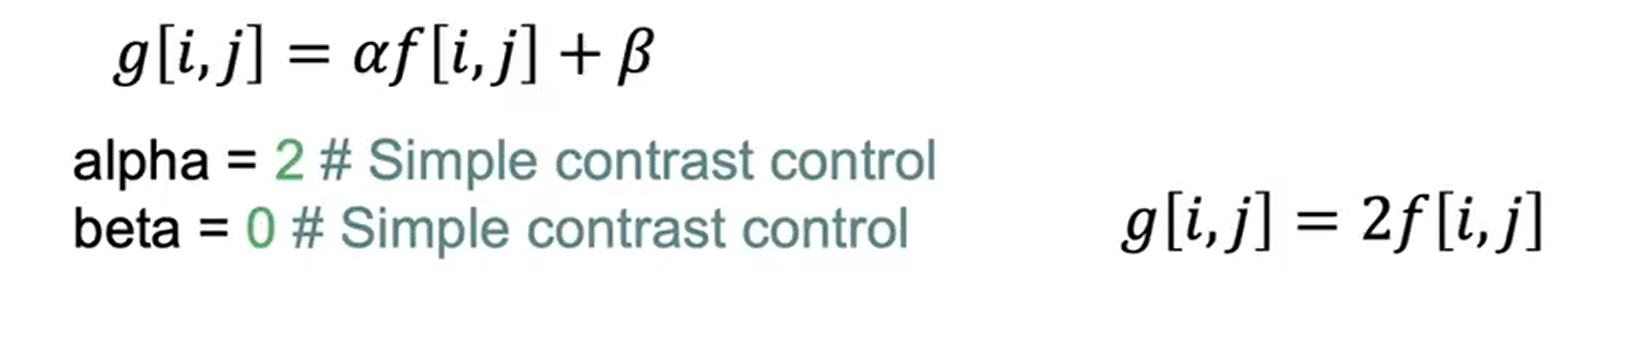 g[i,j] = αf[i,j] + β
alpha = 2 # Simple contrast control
beta = 0 # Simple contrast control
g[i,j] = 2f[i,j]